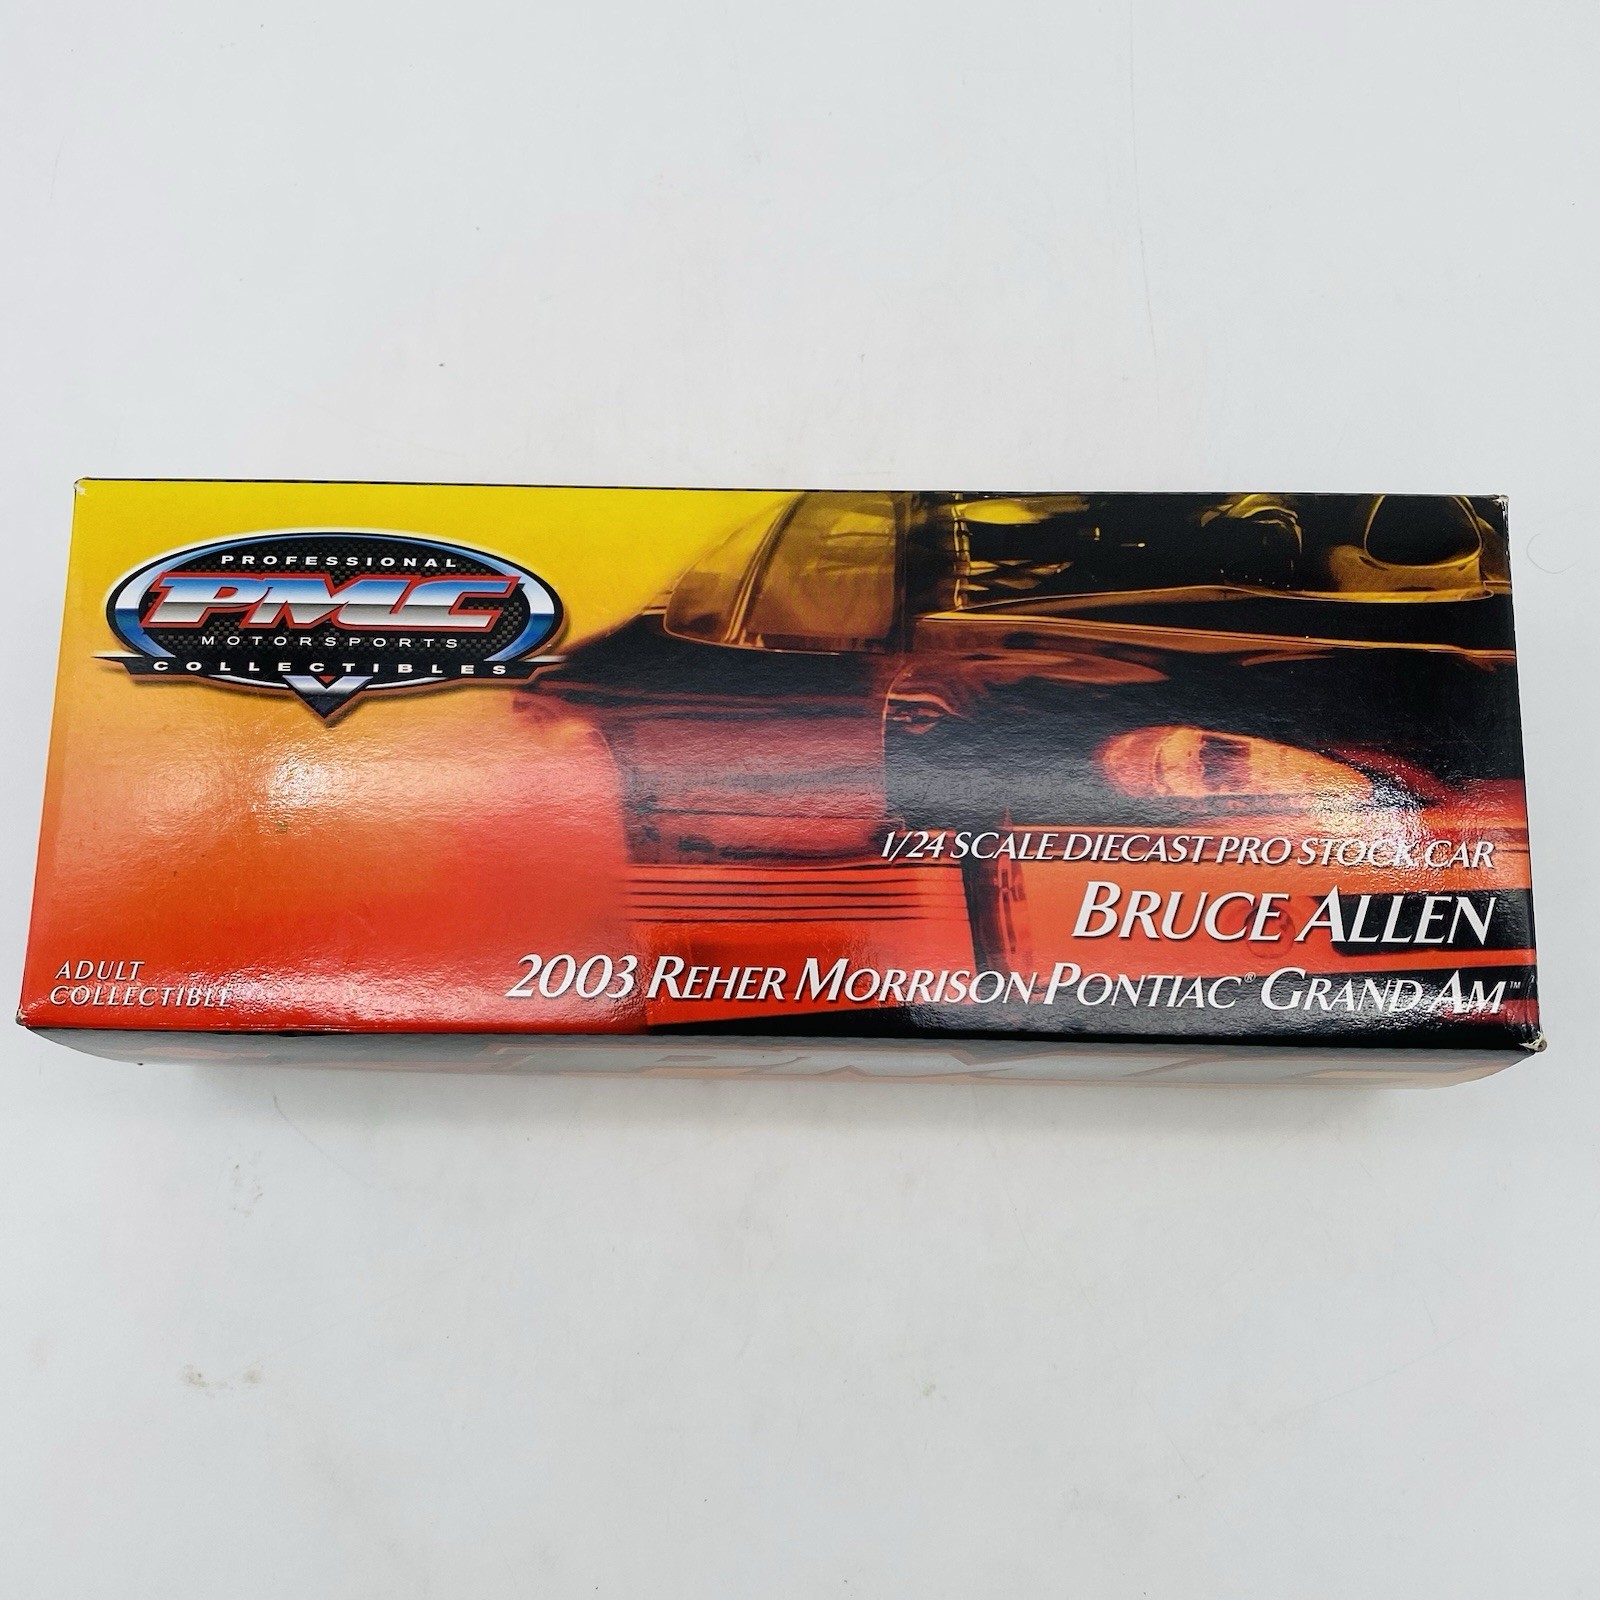 PROFESSIONAL
PMC
MOTORSPORTS
COLLECTIBLES
1/24 SCALE DIECAST PRO STOCK CAR
BRUCE ALLEN
2003 REHER MORRISON PONTIAC® GRAND AM™
ADULT
COLLECTIBLE